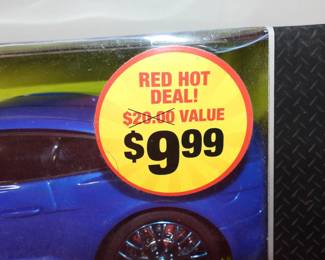 RED HOT
DEAL!
$20.00 VALUE
$9.99